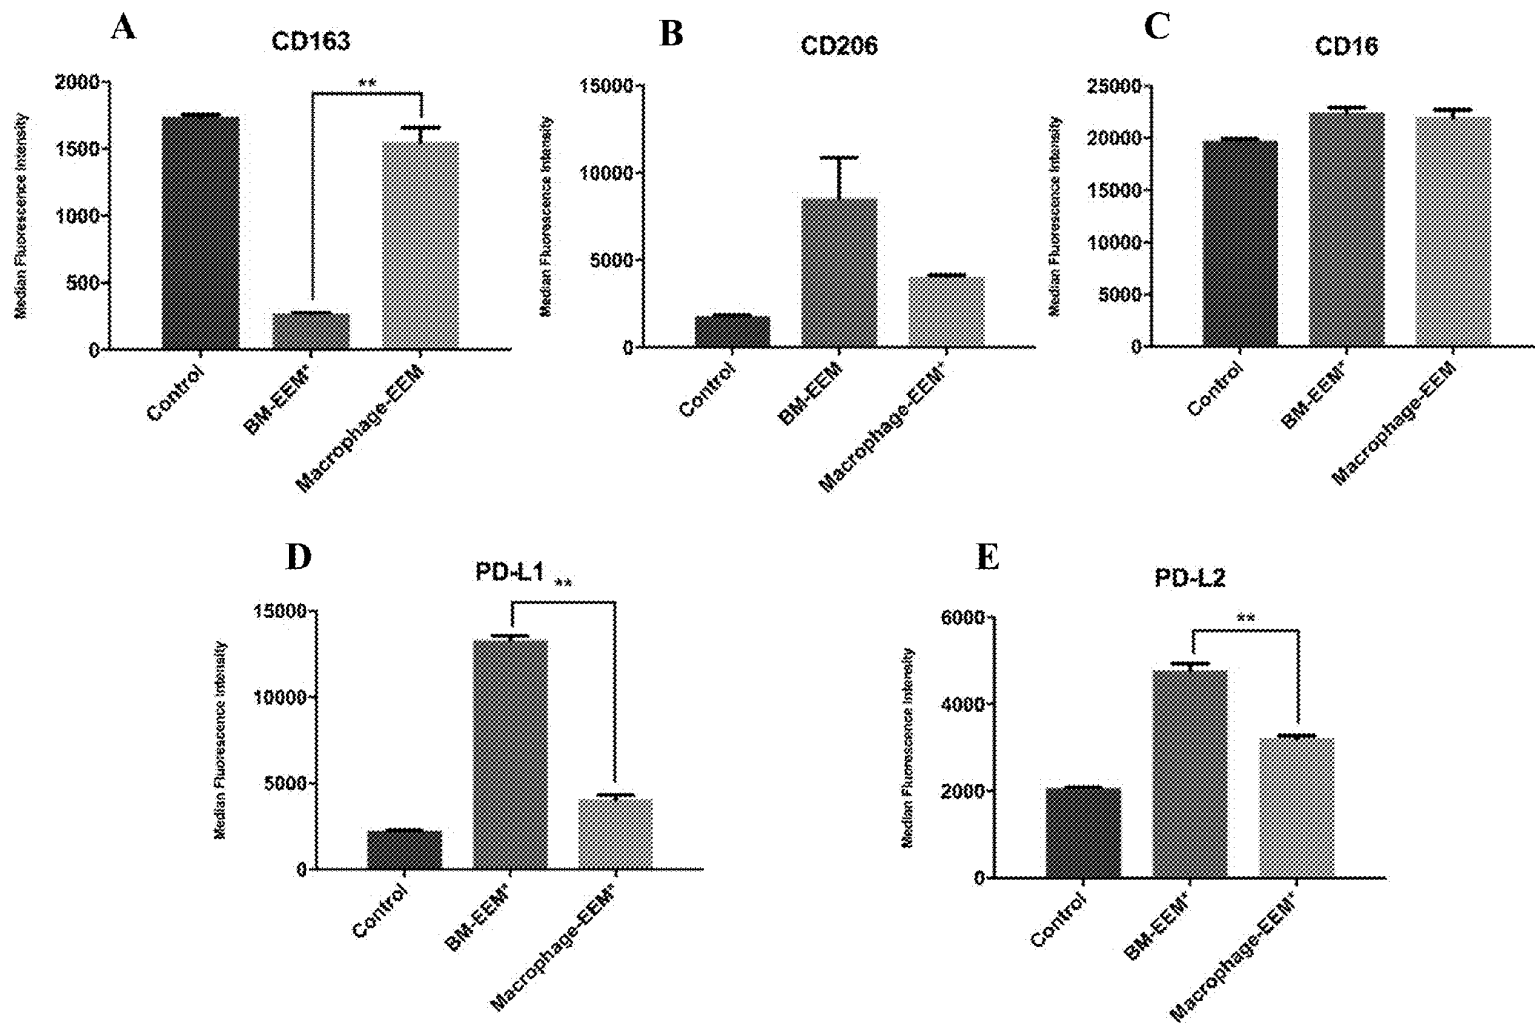 A
CD163
Median Fluorescence Intensity
2000
1500
1000
500
0
**
Control
BM-EEM*
Macrophage-EEM
B
CD206
Median Fluorescence Intensity
15000
10000
5000
0
Control
BM-EEM
Macrophage-EEM*
C
CD16
Median Fluorescence Intensity
25000
20000
15000
10000
5000
0
Control
BM-EEM*
Macrophage-EEM
D
PD-L1
**
Median Fluorescence Intensity
15000
10000
5000
0
Control
BM-EEM*
Macrophage-EEM*
E
PD-L2
**
Median Fluorescence Intensity
6000
4000
2000
0
Control
BM-EEM*
Macrophage-EEM*